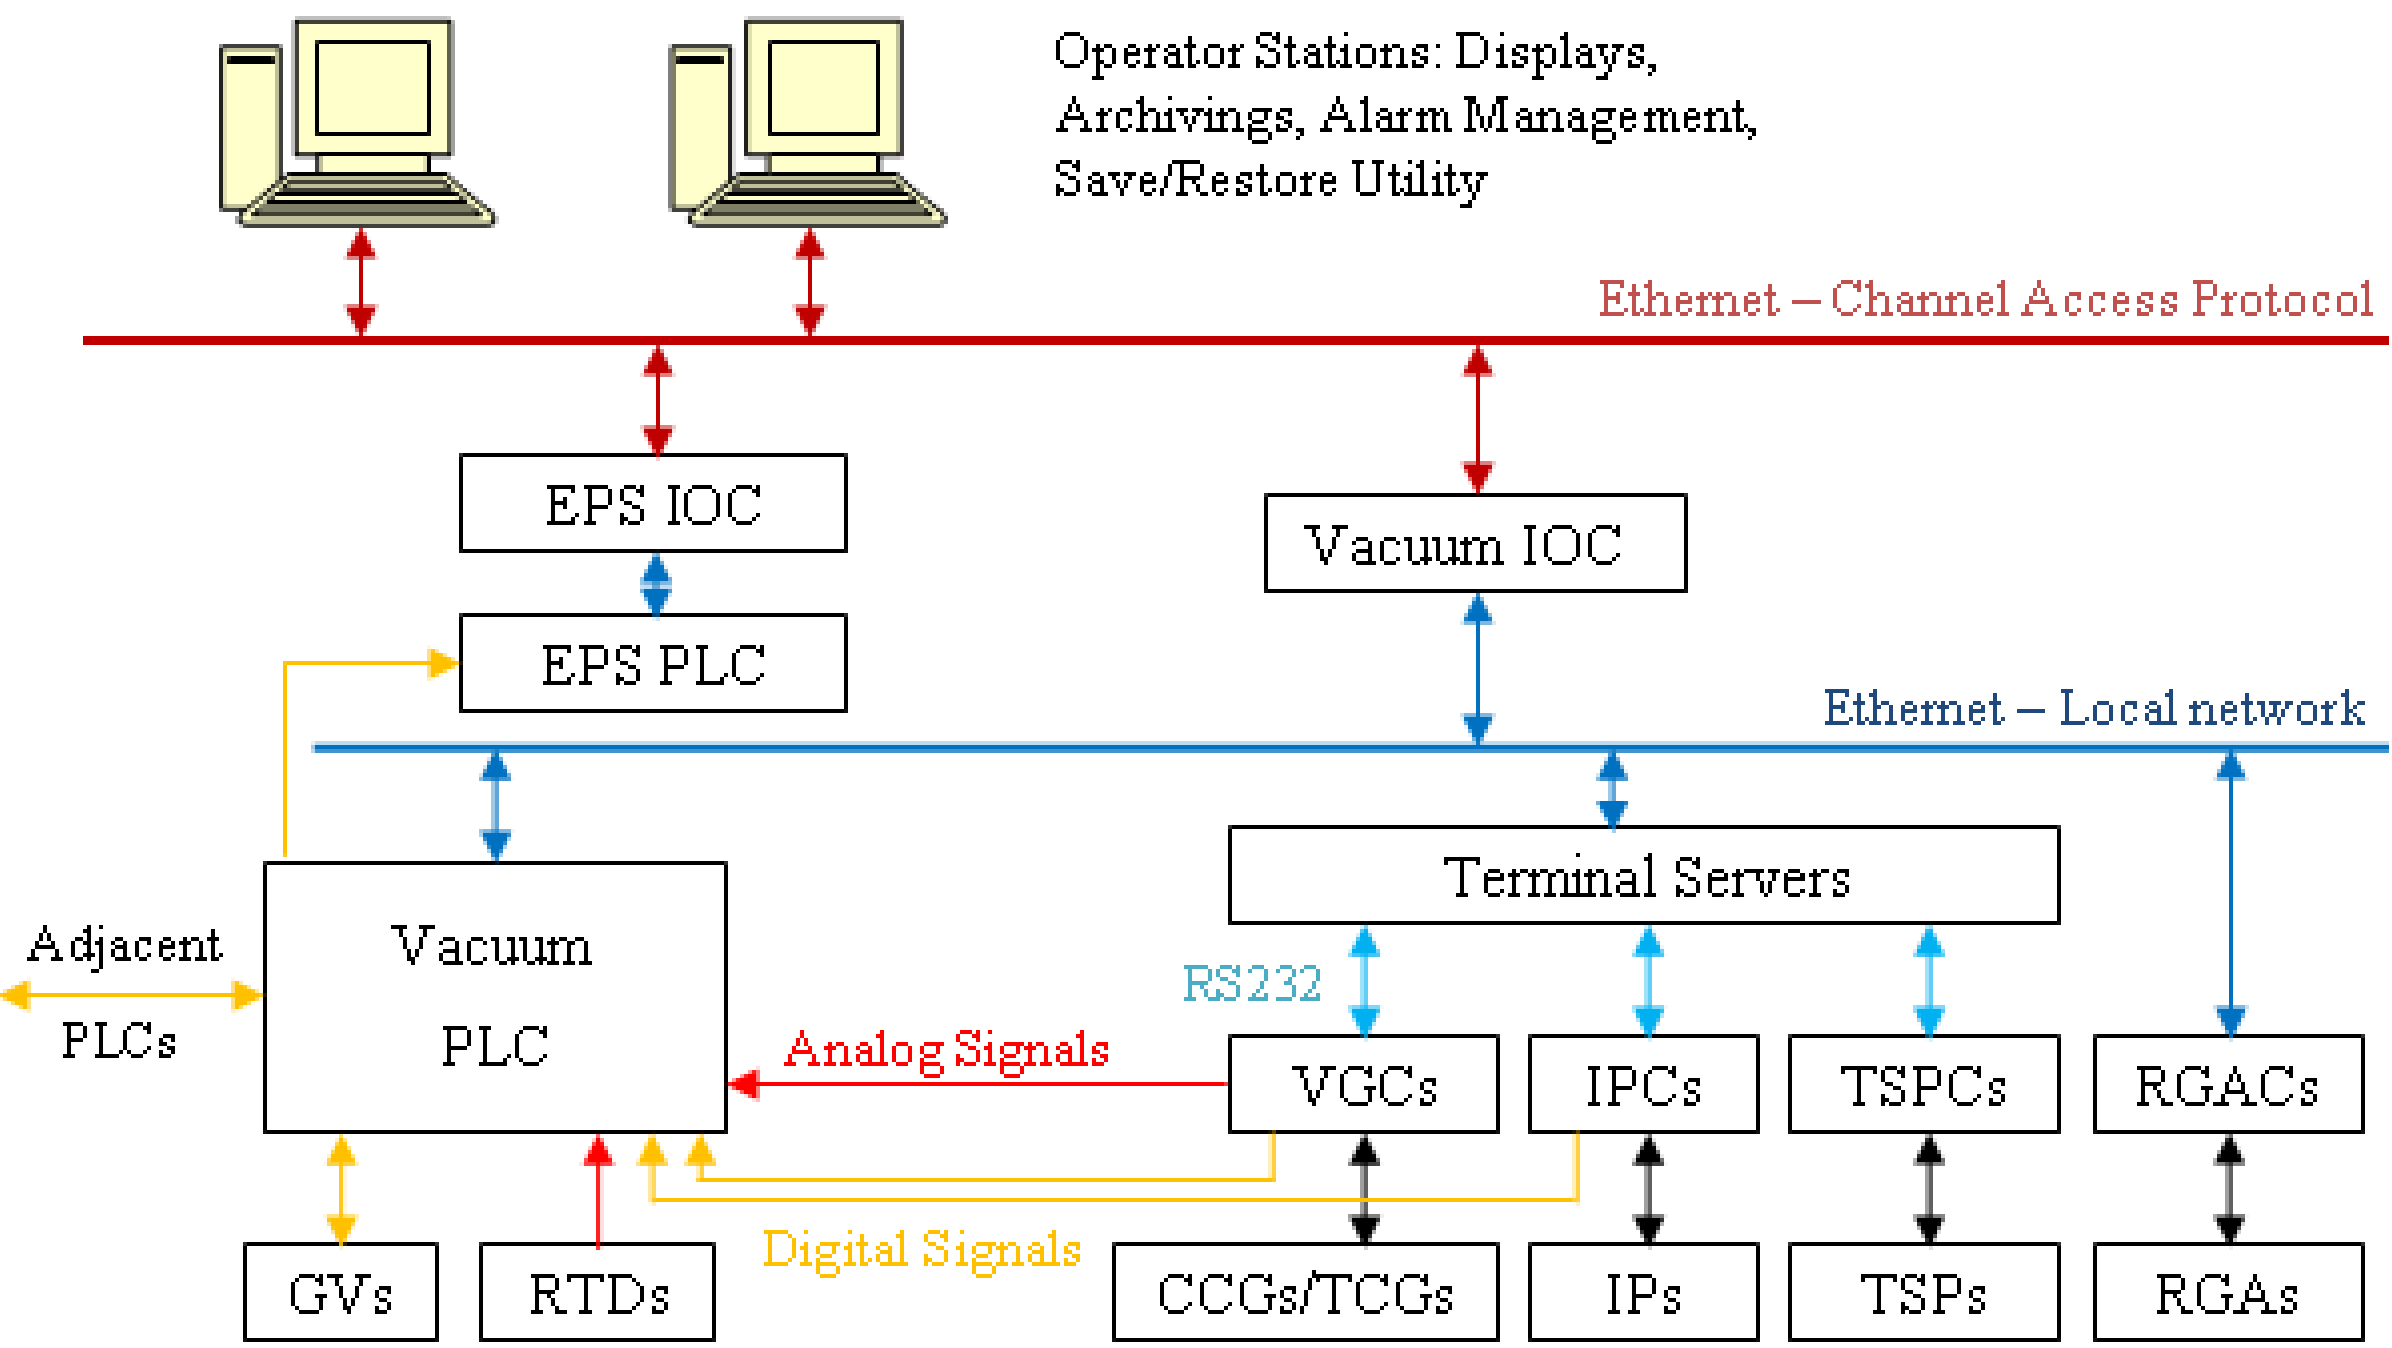 Operator Stations: Displays,
Archivings, Alarm Management,
Save/Restore Utility
Ethernet – Channel Access Protocol
EPS IOC
Vacuum IOC
EPS PLC
Ethernet – Local network
Terminal Servers
Adjacent
PLCs
Vacuum
PLC
RS232
Analog Signals
VGCs
IPCs
TSPCs
RGACs
Digital Signals
GVs
RTDs
CCGs/TCGs
IPs
TSPs
RGAs